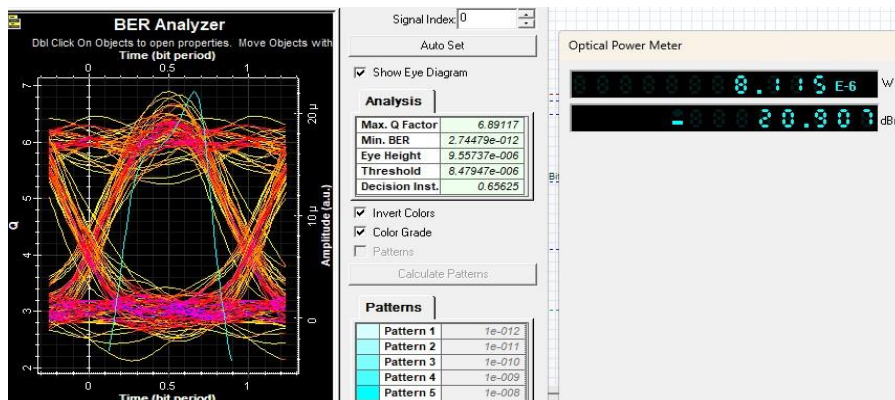 BER Analyzer
Dbl Click On Objects to open properties. Move Objects with
Time (bit period)
0 0.5 1
7
6
5
4
3
2
Q
20 µ
10 µ
0
Amplitude (a.u.)
0 0.5 1
Time (bit period)
Signal Index: 0
Auto Set
Show Eye Diagram
Analysis
Max. Q Factor 6.89117
Min. BER 2.74479e-012
Eye Height 9.55737e-006
Threshold 8.47947e-006
Decision Inst. 0.65625
Invert Colors
Color Grade
Patterns
Calculate Patterns
Patterns
Pattern 1 1e-012
Pattern 2 1e-011
Pattern 3 1e-010
Pattern 4 1e-009
Pattern 5 1e-008
Bit
Optical Power Meter
8.115 E-6 W
- 20.907 dB